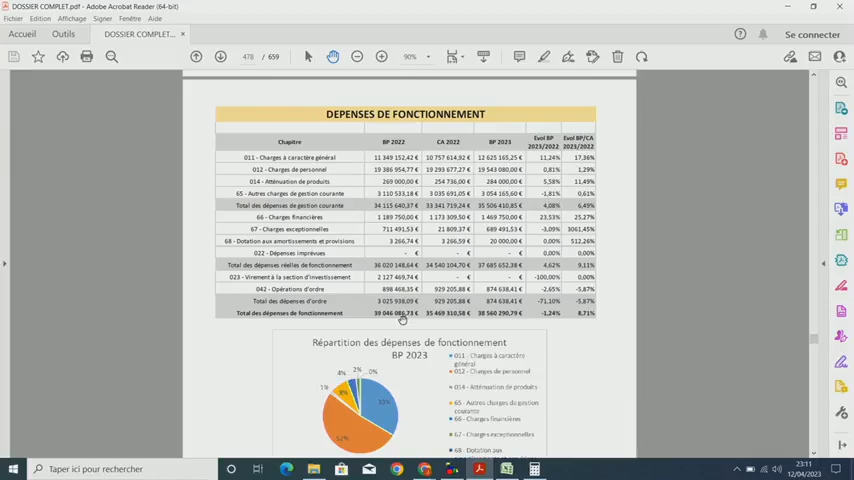 DOSSIER COMPLET.pdf - Adobe Acrobat Reader (64-bit)
Fichier Edition Affichage Signer Fenêtre Aide
Accueil Outils DOSSIER COMPLET.... × Se connecter
478 / 659 90%
DEPENSES DE FONCTIONNEMENT
Chapitre BP 2022 CA 2022 BP 2023 Evol BP 2023/2022 Evol BP/CA 2023/2022
011 - Charges à caractère général 11 349 152,42 € 10 757 614,92 € 12 625 165,25 € 11,24% 17,36%
012 - Charges de personnel 19 386 954,77 € 19 293 677,27 € 19 543 080,00 € 0,81% 1,29%
014 - Atténuation de produits 269 000,00 € 254 736,00 € 284 000,00 € 5,58% 11,49%
65 - Autres charges de gestion courante 3 110 533,18 € 3 035 691,05 € 3 054 165,60 € -1,81% 0,61%
Total des dépenses de gestion courante 34 115 640,37 € 33 341 719,24 € 35 506 410,85 € 4,08% 6,49%
66 - Charges financières 1 189 750,00 € 1 173 309,50 € 1 469 750,00 € 23,53% 25,27%
67 - Charges exceptionnelles 711 491,53 € 21 809,37 € 689 491,53 € -3,09% 3061,45%
68 - Dotation aux amortissements et provisions 3 266,74 € 3 266,59 € 20 000,00 € 0,00% 512,26%
022 - Dépenses imprévues - € - € - € 0,00% 0,00%
Total des dépenses réelles de fonctionnement 36 020 148,64 € 34 540 104,70 € 37 685 652,38 € 4,62% 9,11%
023 - Virement à la section d'investissement 2 127 469,74 € - € - € -100,00% 0,00%
042 - Opérations d'ordre 898 468,35 € 929 205,88 € 874 638,41 € -2,65% -5,87%
Total des dépenses d'ordre 3 025 938,09 € 929 205,88 € 874 638,41 € -71,10% -5,87%
Total des dépenses de fonctionnement 39 046 086,73 € 35 469 310,58 € 38 560 290,79 € -1,24% 8,71%
Répartition des dépenses de fonctionnement
BP 2023
011 - Charges à caractère
général
012 - Charges de personnel
014 - Atténuation de produits
65 - Autres charges de gestion
courante
66 - Charges financières
67 - Charges exceptionnelles
68 - Dotation aux
4% 2% 0%
1% 8% 33%
52%
Taper ici pour rechercher
23:11
12/04/2023